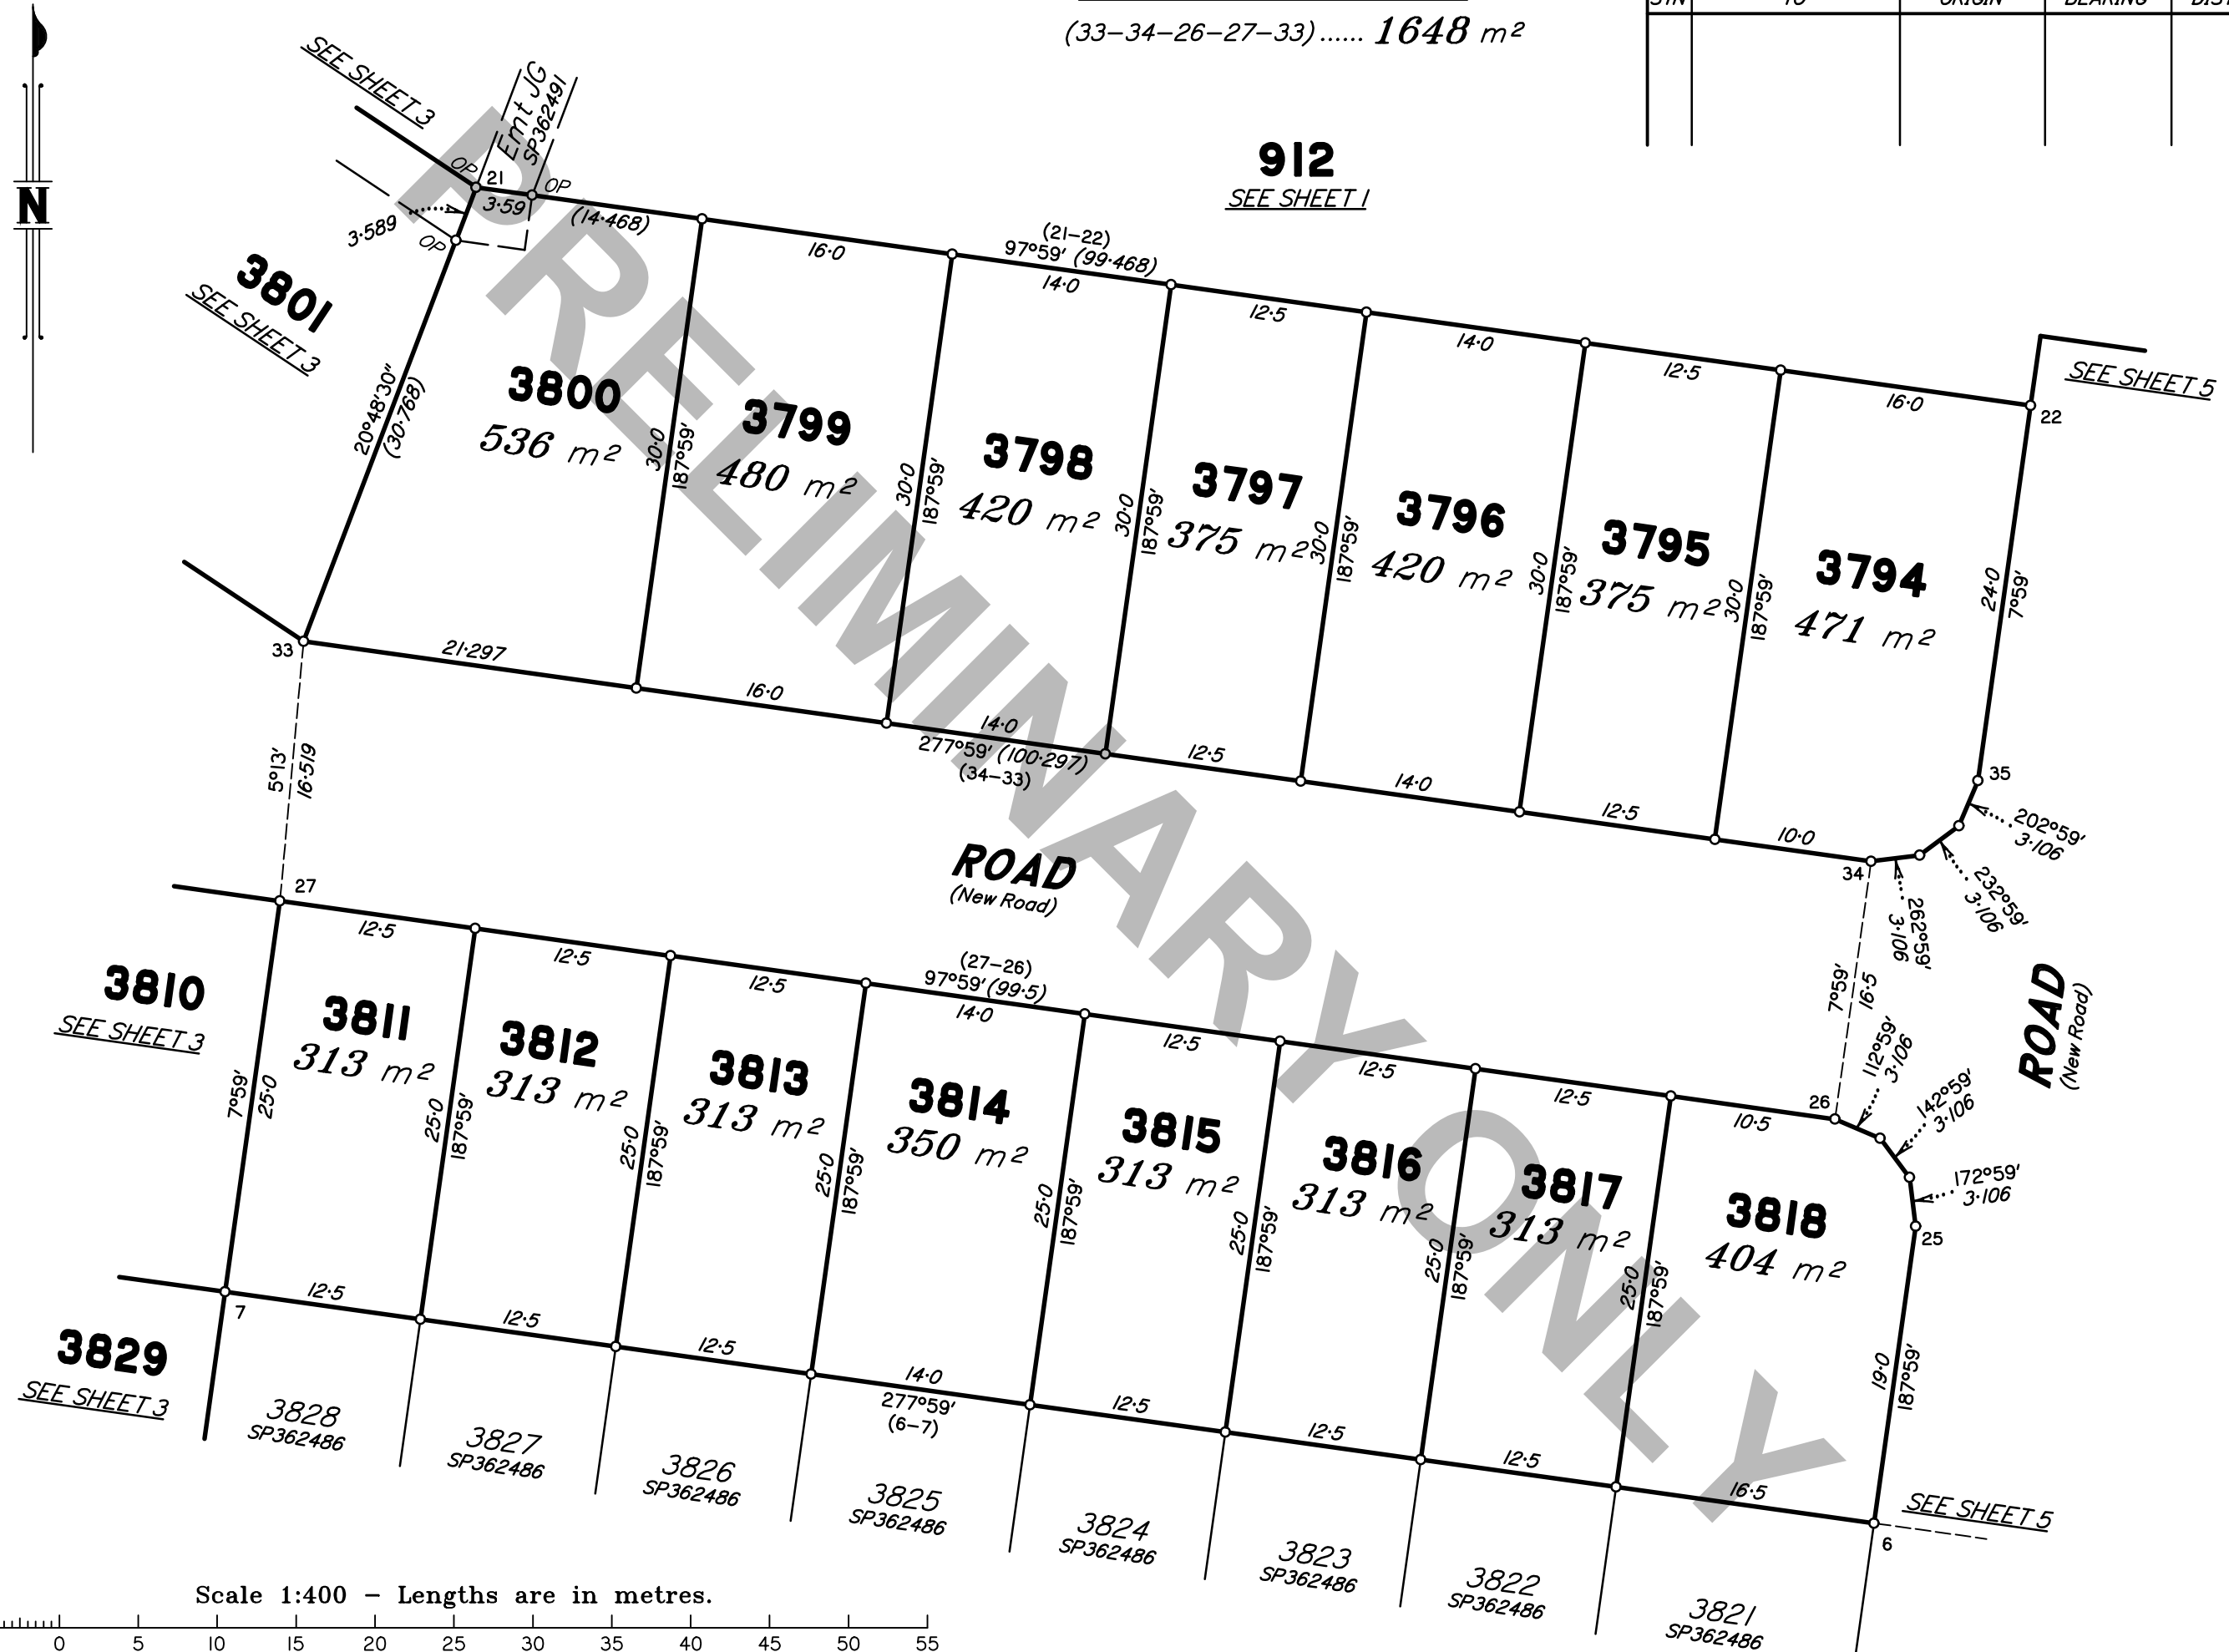 STN TO ORIGIN BEARING DIST
(33-34-26-27-33)...... 1648 m²
N
SEE SHEET 3
Emt JG
SP362491
912
SEE SHEET 1
OP
21
OP
3·59
(14·468)
3·589
OP
16·0
(21-22)
97°59' (99·468)
14·0
12·5
14·0
12·5
16·0
22
SEE SHEET 5
3801
SEE SHEET 3
20°48'30"
(30·768)
3800
536 m²
30·0
187°59'
3799
480 m²
30·0
187°59'
3798
420 m²
30·0
187°59'
3797
375 m²
30·0
187°59'
3796
420 m²
30·0
187°59'
3795
375 m²
30·0
187°59'
3794
471 m²
24·0
7°59'
33
21·297
16·0
14·0
277°59' (100·297)
(34-33)
12·5
14·0
12·5
10·0
34
35
202°59'
3·106
232°59'
3·106
262°59'
3·106
5°13'
16·519
ROAD
(New Road)
7°59'
16·5
ROAD
(New Road)
27
12·5
12·5
12·5
(27-26)
97°59' (99·5)
14·0
12·5
12·5
12·5
10·5
26
112°59'
3·106
142°59'
3·106
172°59'
3·106
25
3810
SEE SHEET 3
7°59'
25·0
3811
313 m²
25·0
187°59'
3812
313 m²
25·0
187°59'
3813
313 m²
25·0
187°59'
3814
350 m²
25·0
187°59'
3815
313 m²
25·0
187°59'
3816
313 m²
25·0
187°59'
3817
313 m²
25·0
187°59'
3818
404 m²
19·0
187°59'
7
12·5
12·5
12·5
14·0
277°59'
(6-7)
12·5
12·5
12·5
16·5
6
SEE SHEET 5
3829
SEE SHEET 3
3828
SP362486
3827
SP362486
3826
SP362486
3825
SP362486
3824
SP362486
3823
SP362486
3822
SP362486
3821
SP362486
PRELIMINARY ONLY
Scale 1:400 – Lengths are in metres.
0 5 10 15 20 25 30 35 40 45 50 55